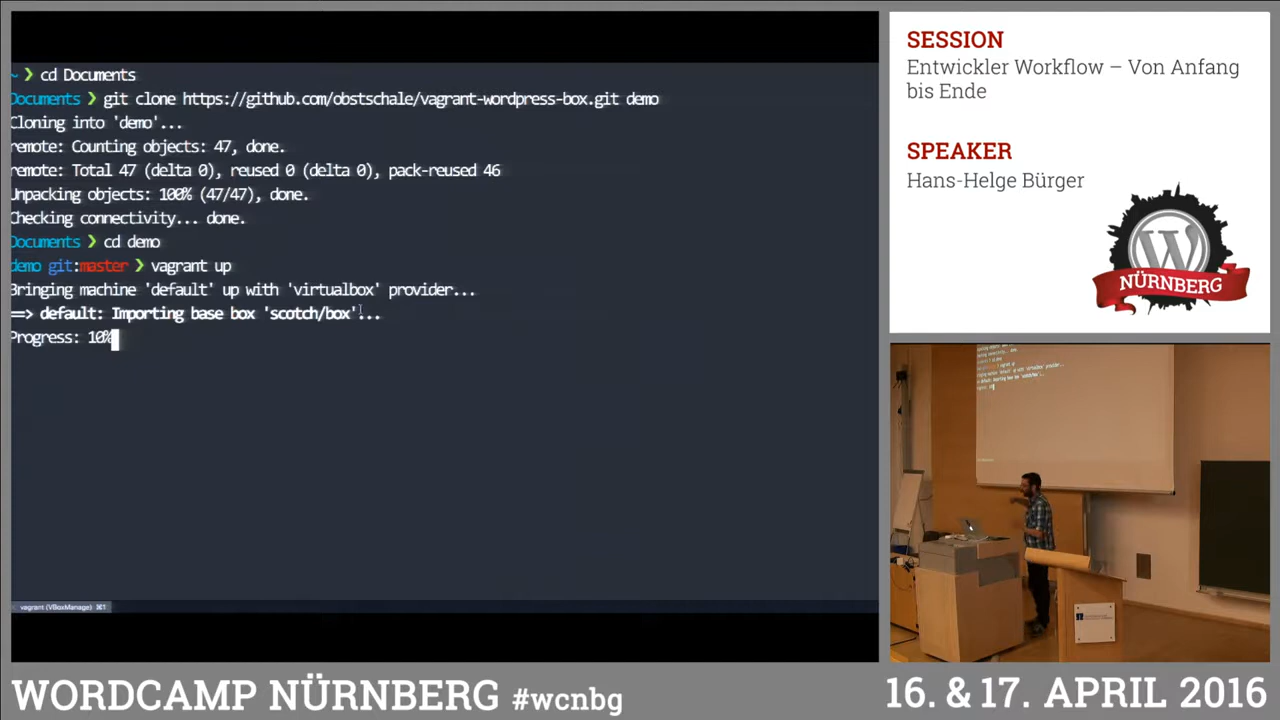 ~ ❯ cd Documents
Documents ❯ git clone https://github.com/obstschale/vagrant-wordpress-box.git demo
Cloning into 'demo'...
remote: Counting objects: 47, done.
remote: Total 47 (delta 0), reused 0 (delta 0), pack-reused 46
Unpacking objects: 100% (47/47), done.
Checking connectivity... done.
Documents ❯ cd demo
demo git:master ❯ vagrant up
Bringing machine 'default' up with 'virtualbox' provider...
==> default: Importing base box 'scotch/box'...
Progress: 10%
vagrant (VBoxManage) ⌘1
SESSION
Entwickler Workflow – Von Anfang
bis Ende
SPEAKER
Hans-Helge Bürger
W
NÜRNBERG
WORDCAMP NÜRNBERG #wcnbg
16. & 17. APRIL 2016